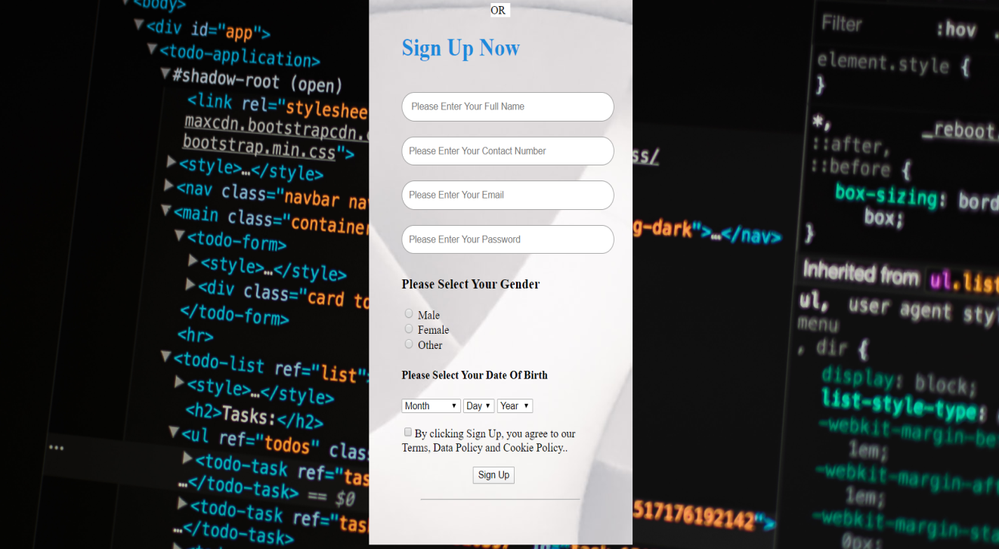 <body>
<div id="app">
<todo-application>
#shadow-root (open)
<link rel="styleshee
maxcdn.bootstrapcdn.
bootstrap.min.css">
<style>…</style>
<nav class="navbar na
<main class="container
<todo-form>
<style>…</style>
<div class="card to
</todo-form>
<hr>
<todo-list ref="list"
<style>…</style>
<h2>Tasks:</h2>
<ul ref="todos" clas
<todo-task ref="tas
…</todo-task> == $0
<todo-task ref="tas
…</todo-task>
OR
Sign Up Now
Please Enter Your Full Name
Please Enter Your Contact Number
Please Enter Your Email
Please Enter Your Password
Please Select Your Gender
Male
Female
Other
Please Select Your Date Of Birth
Month Day Year
By clicking Sign Up, you agree to our
Terms, Data Policy and Cookie Policy..
Sign Up
ss/
g-dark">…</nav>
517176192142">
Filter :hov .
element.style {
}
*, _reboot.
::after,
::before {
box-sizing: bord
box;
}
Inherited from ul.list
ul, user agent styl
menu
, dir {
display: block;
list-style-type:
-webkit-margin-be
1em;
-webkit-margin-aft
1em;
-webkit-margin-sta
0px;